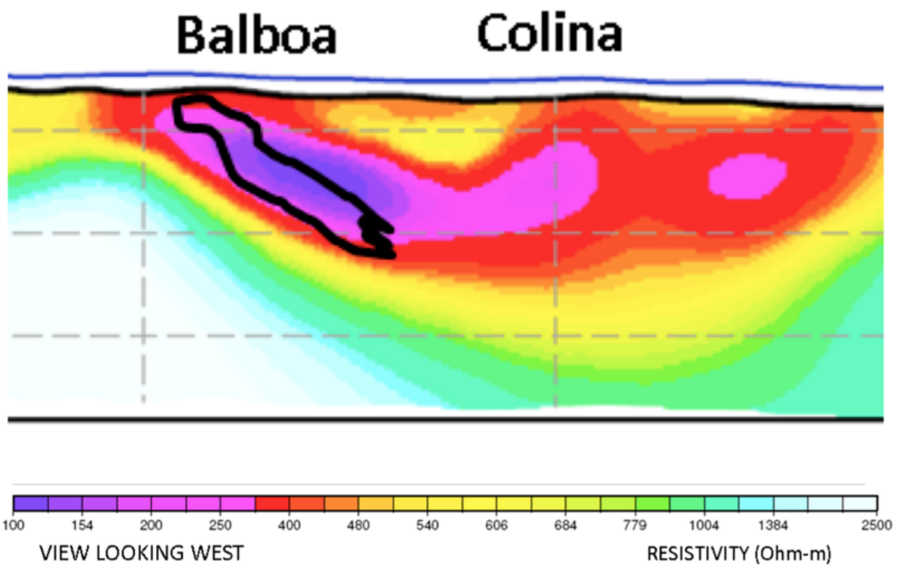 Balboa Colina
100 154 200 250 400 480 540 606 684 779 1004 1384 2500
VIEW LOOKING WEST RESISTIVITY (Ohm-m)